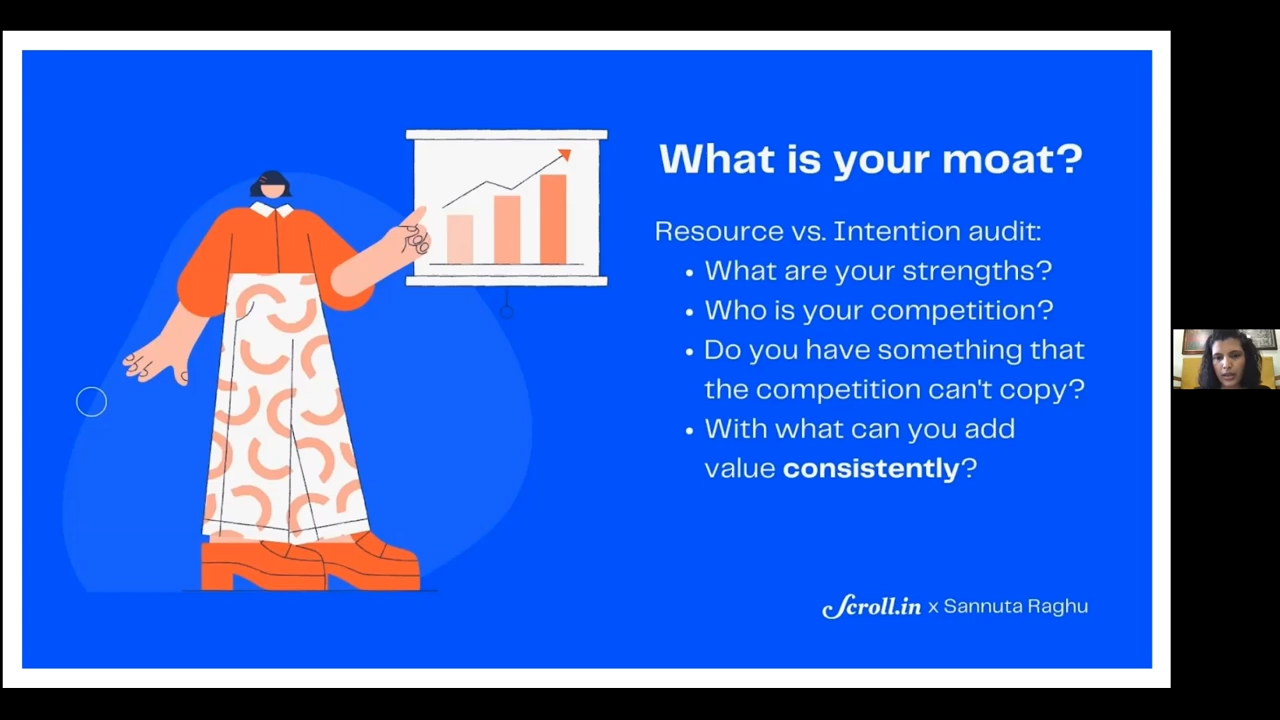 What is your moat?
Resource vs. Intention audit:
• What are your strengths?
• Who is your competition?
• Do you have something that
the competition can't copy?
• With what can you add
value consistently?
Scroll.in x Sannuta Raghu